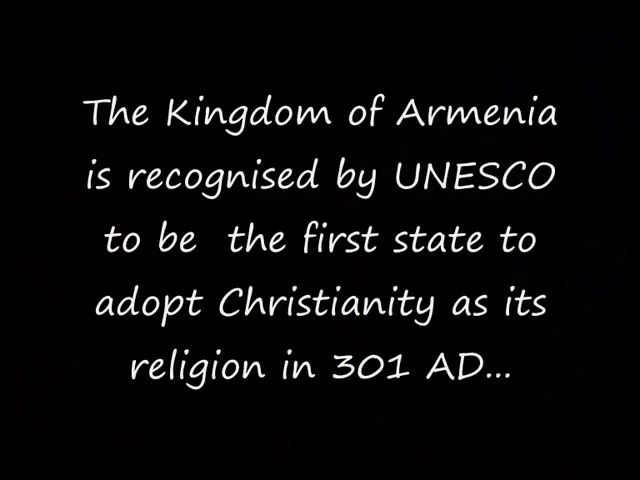 The Kingdom of Armenia
is recognised by UNESCO
to be  the first state to
adopt Christianity as its
religion in 301 AD...